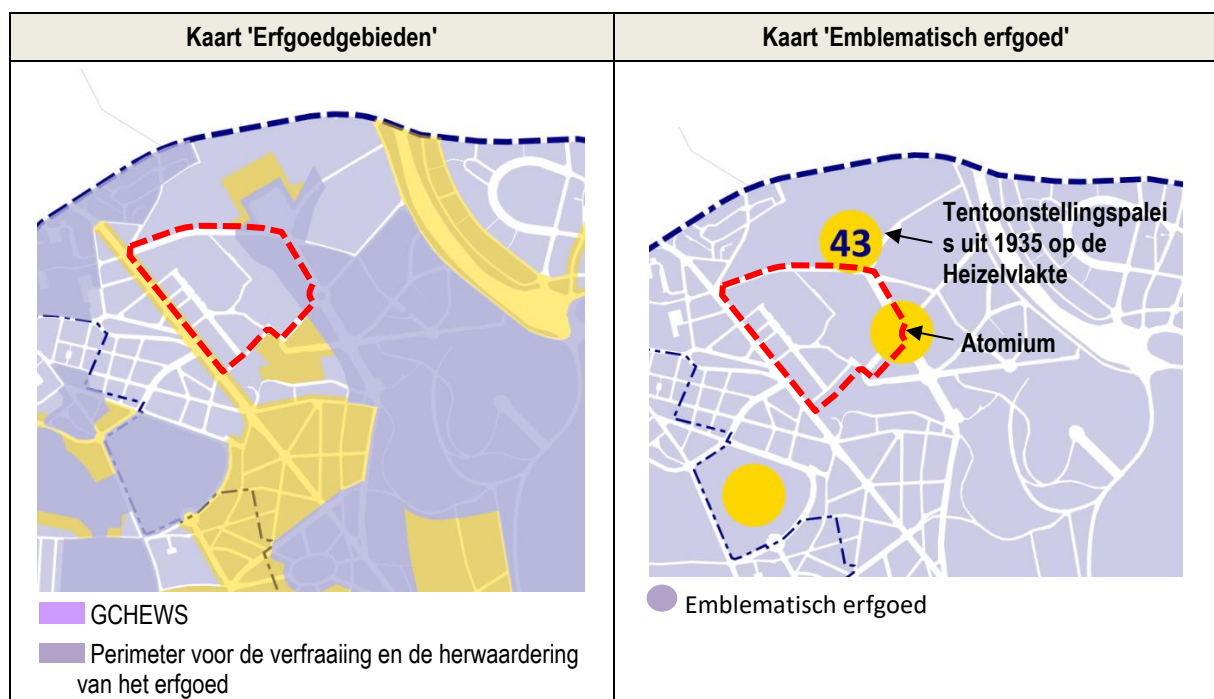 Kaart 'Erfgoedgebieden'
Kaart 'Emblematisch erfgoed'
GCHEWS
Perimeter voor de verfraaiing en de herwaardering
van het erfgoed
43
Tentoonstellingspalei
s uit 1935 op de
Heizelvlakte
Atomium
Emblematisch erfgoed